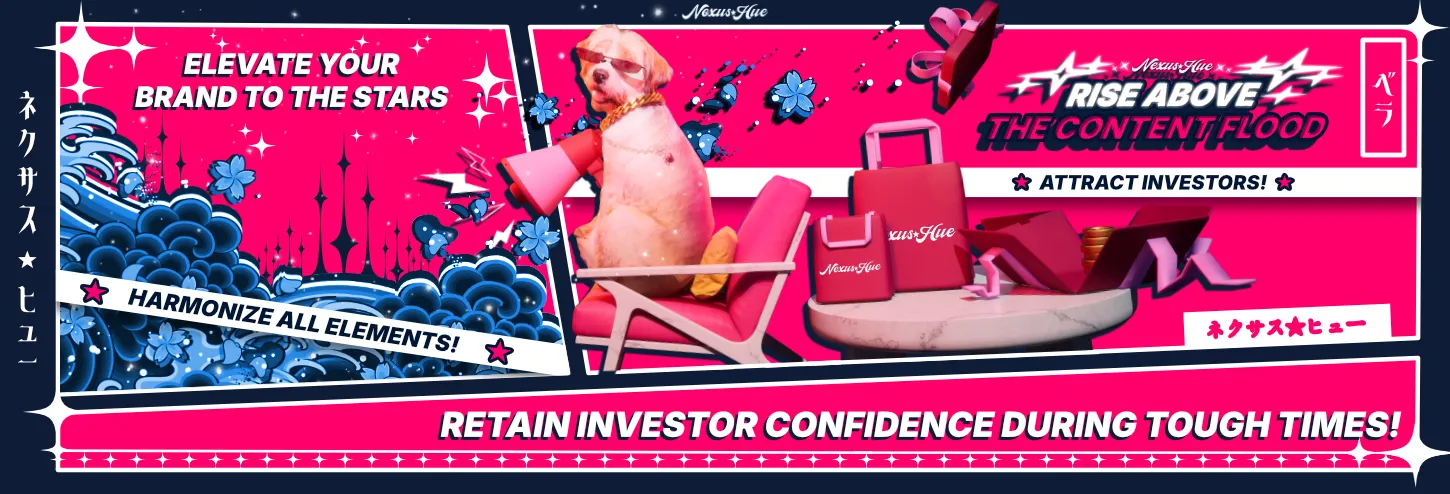 Nexus★Hue
ネクサス★ヒュー
ELEVATE YOUR
BRAND TO THE STARS
HARMONIZE ALL ELEMENTS!
Nexus★Hue
RISE ABOVE
THE CONTENT FLOOD
ベラ
ATTRACT INVESTORS!
Nexus★Hue
xus★Hue
ネクサス★ヒュー
RETAIN INVESTOR CONFIDENCE DURING TOUGH TIMES!